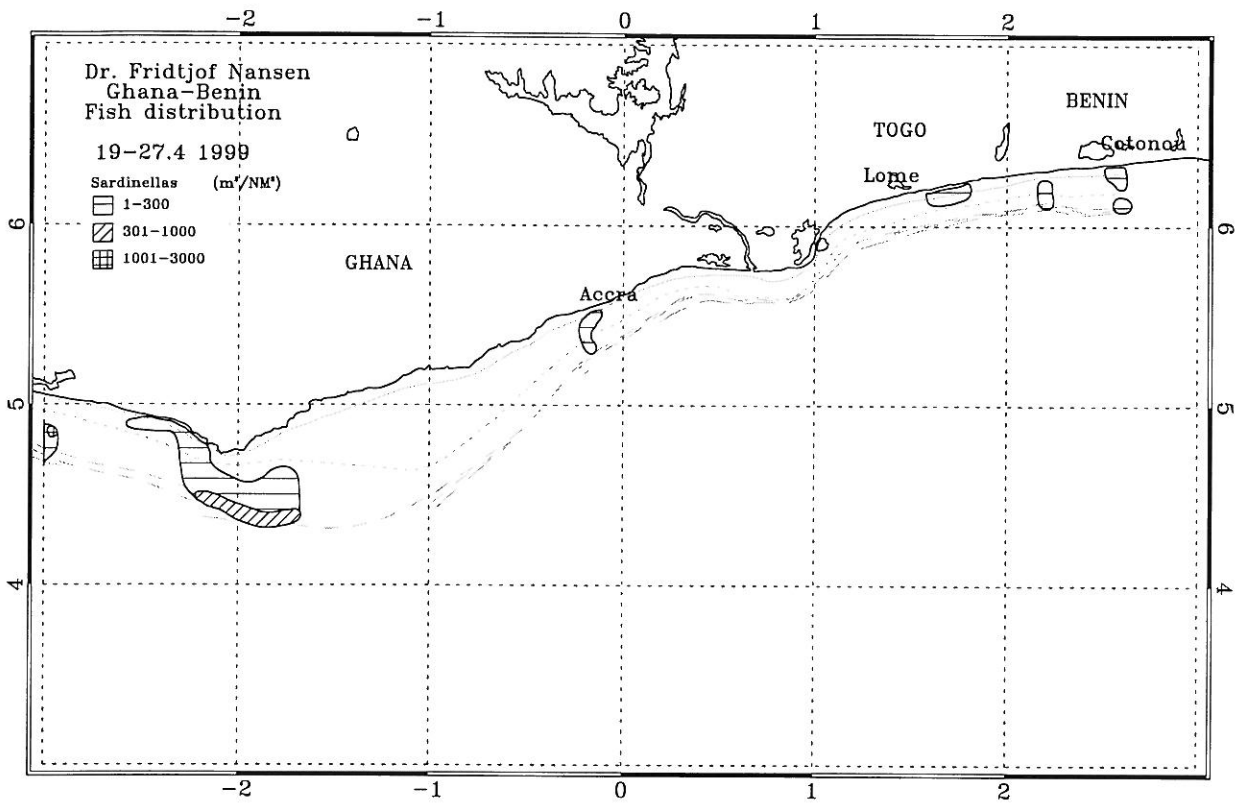 -2 -1 0 1 2
Dr. Fridtjof Nansen
Ghana-Benin
Fish distribution
19-27.4 1999
Sardinellas (m²/NM²)
1-300
301-1000
1001-3000
BENIN
TOGO
Cotonou
Lome
GHANA
Accra
6 6
5 5
4 4
-2 -1 0 1 2